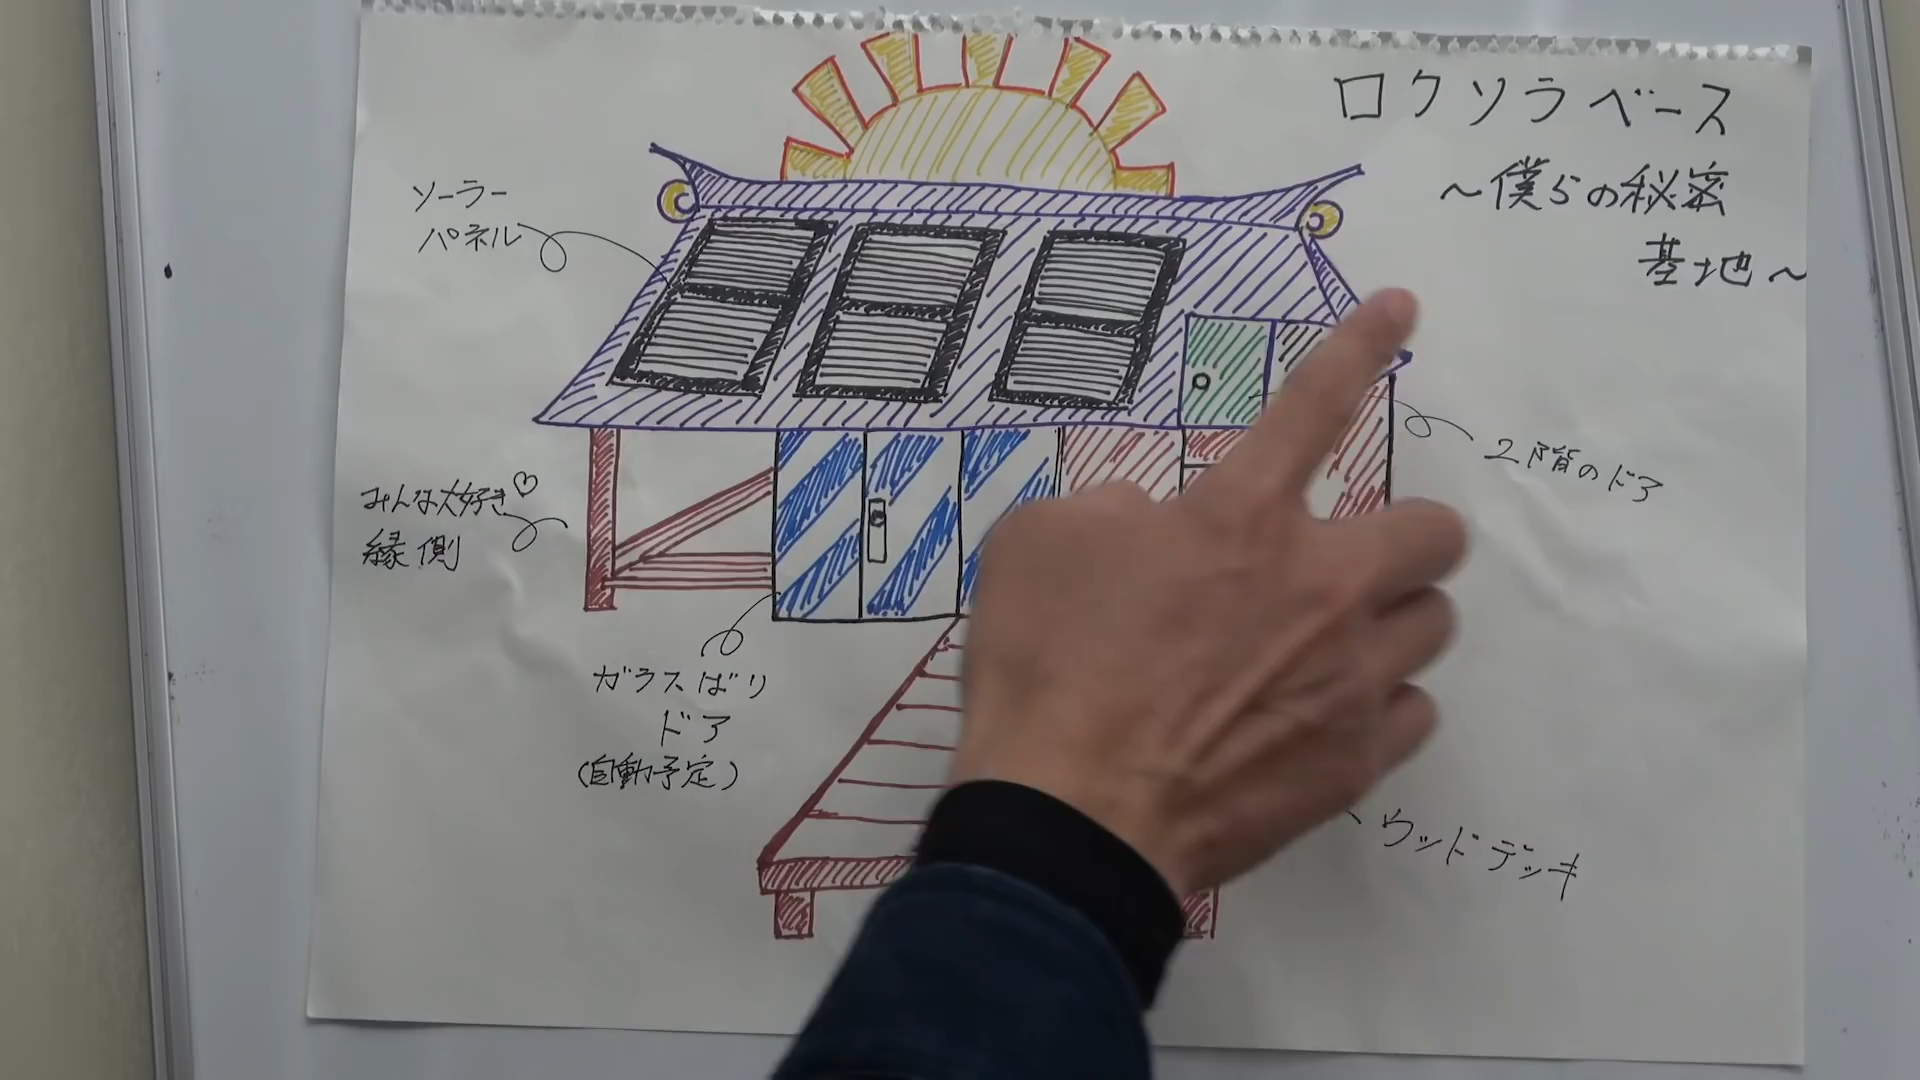 ロクソラベース
～僕らの秘密
基地～
ソーラー
パネル
2階のドア
みんな大好き♡
縁側
ガラスばり
ドア
(自動予定)
ウッドデッキ